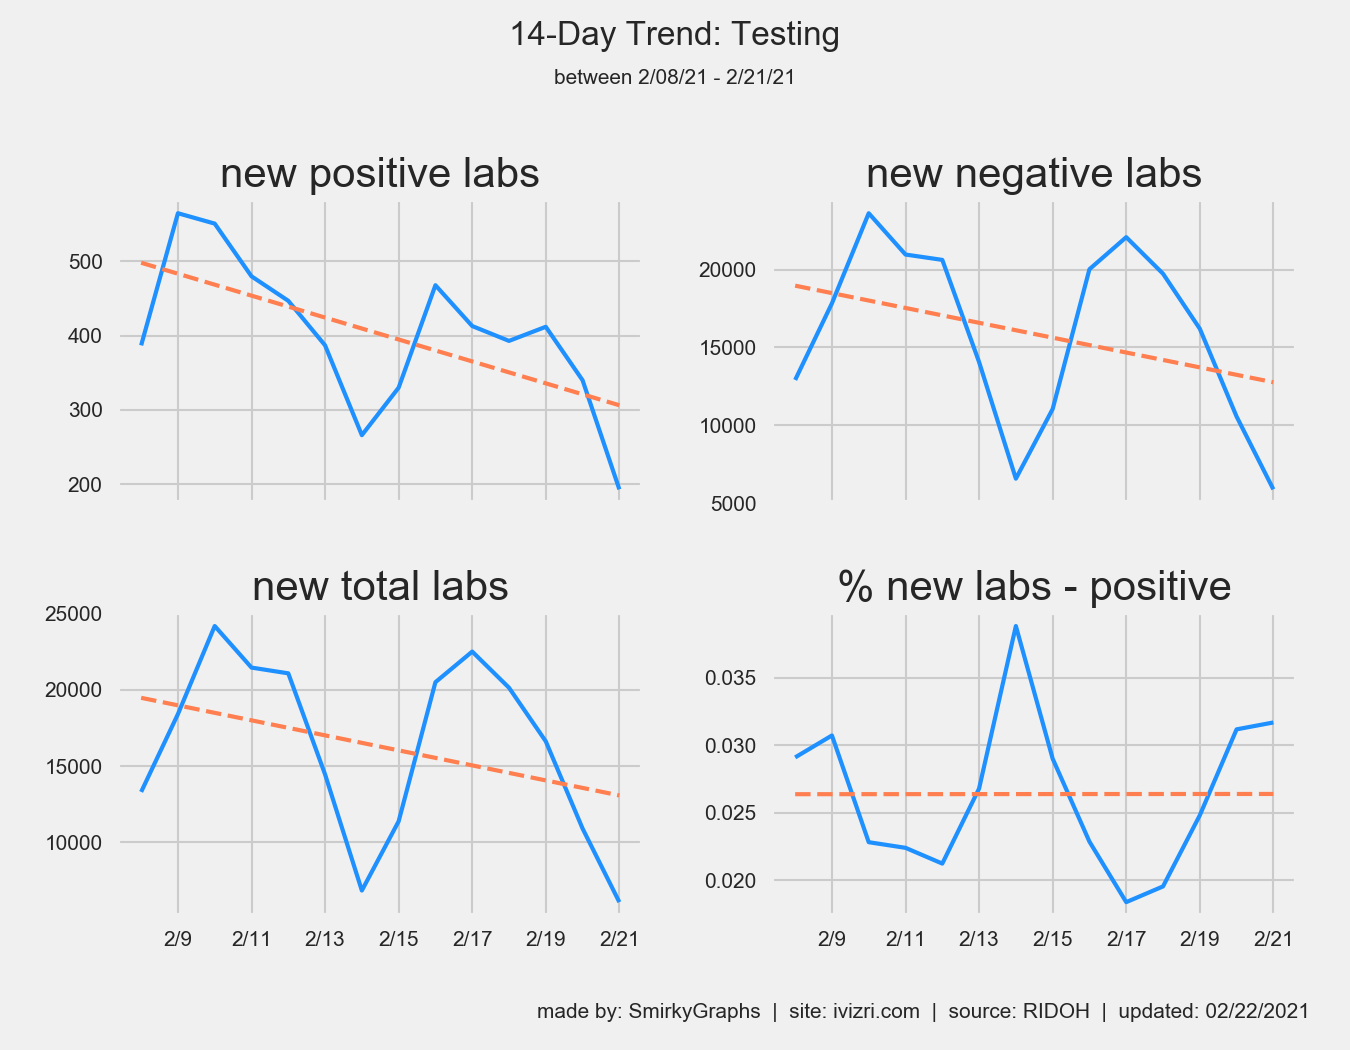 14-Day Trend: Testing
between 2/08/21 - 2/21/21
new positive labs
500
400
300
200
new negative labs
20000
15000
10000
5000
new total labs
25000
20000
15000
10000
2/9 2/11 2/13 2/15 2/17 2/19 2/21
% new labs - positive
0.035
0.030
0.025
0.020
2/9 2/11 2/13 2/15 2/17 2/19 2/21
made by: SmirkyGraphs | site: ivizri.com | source: RIDOH | updated: 02/22/2021